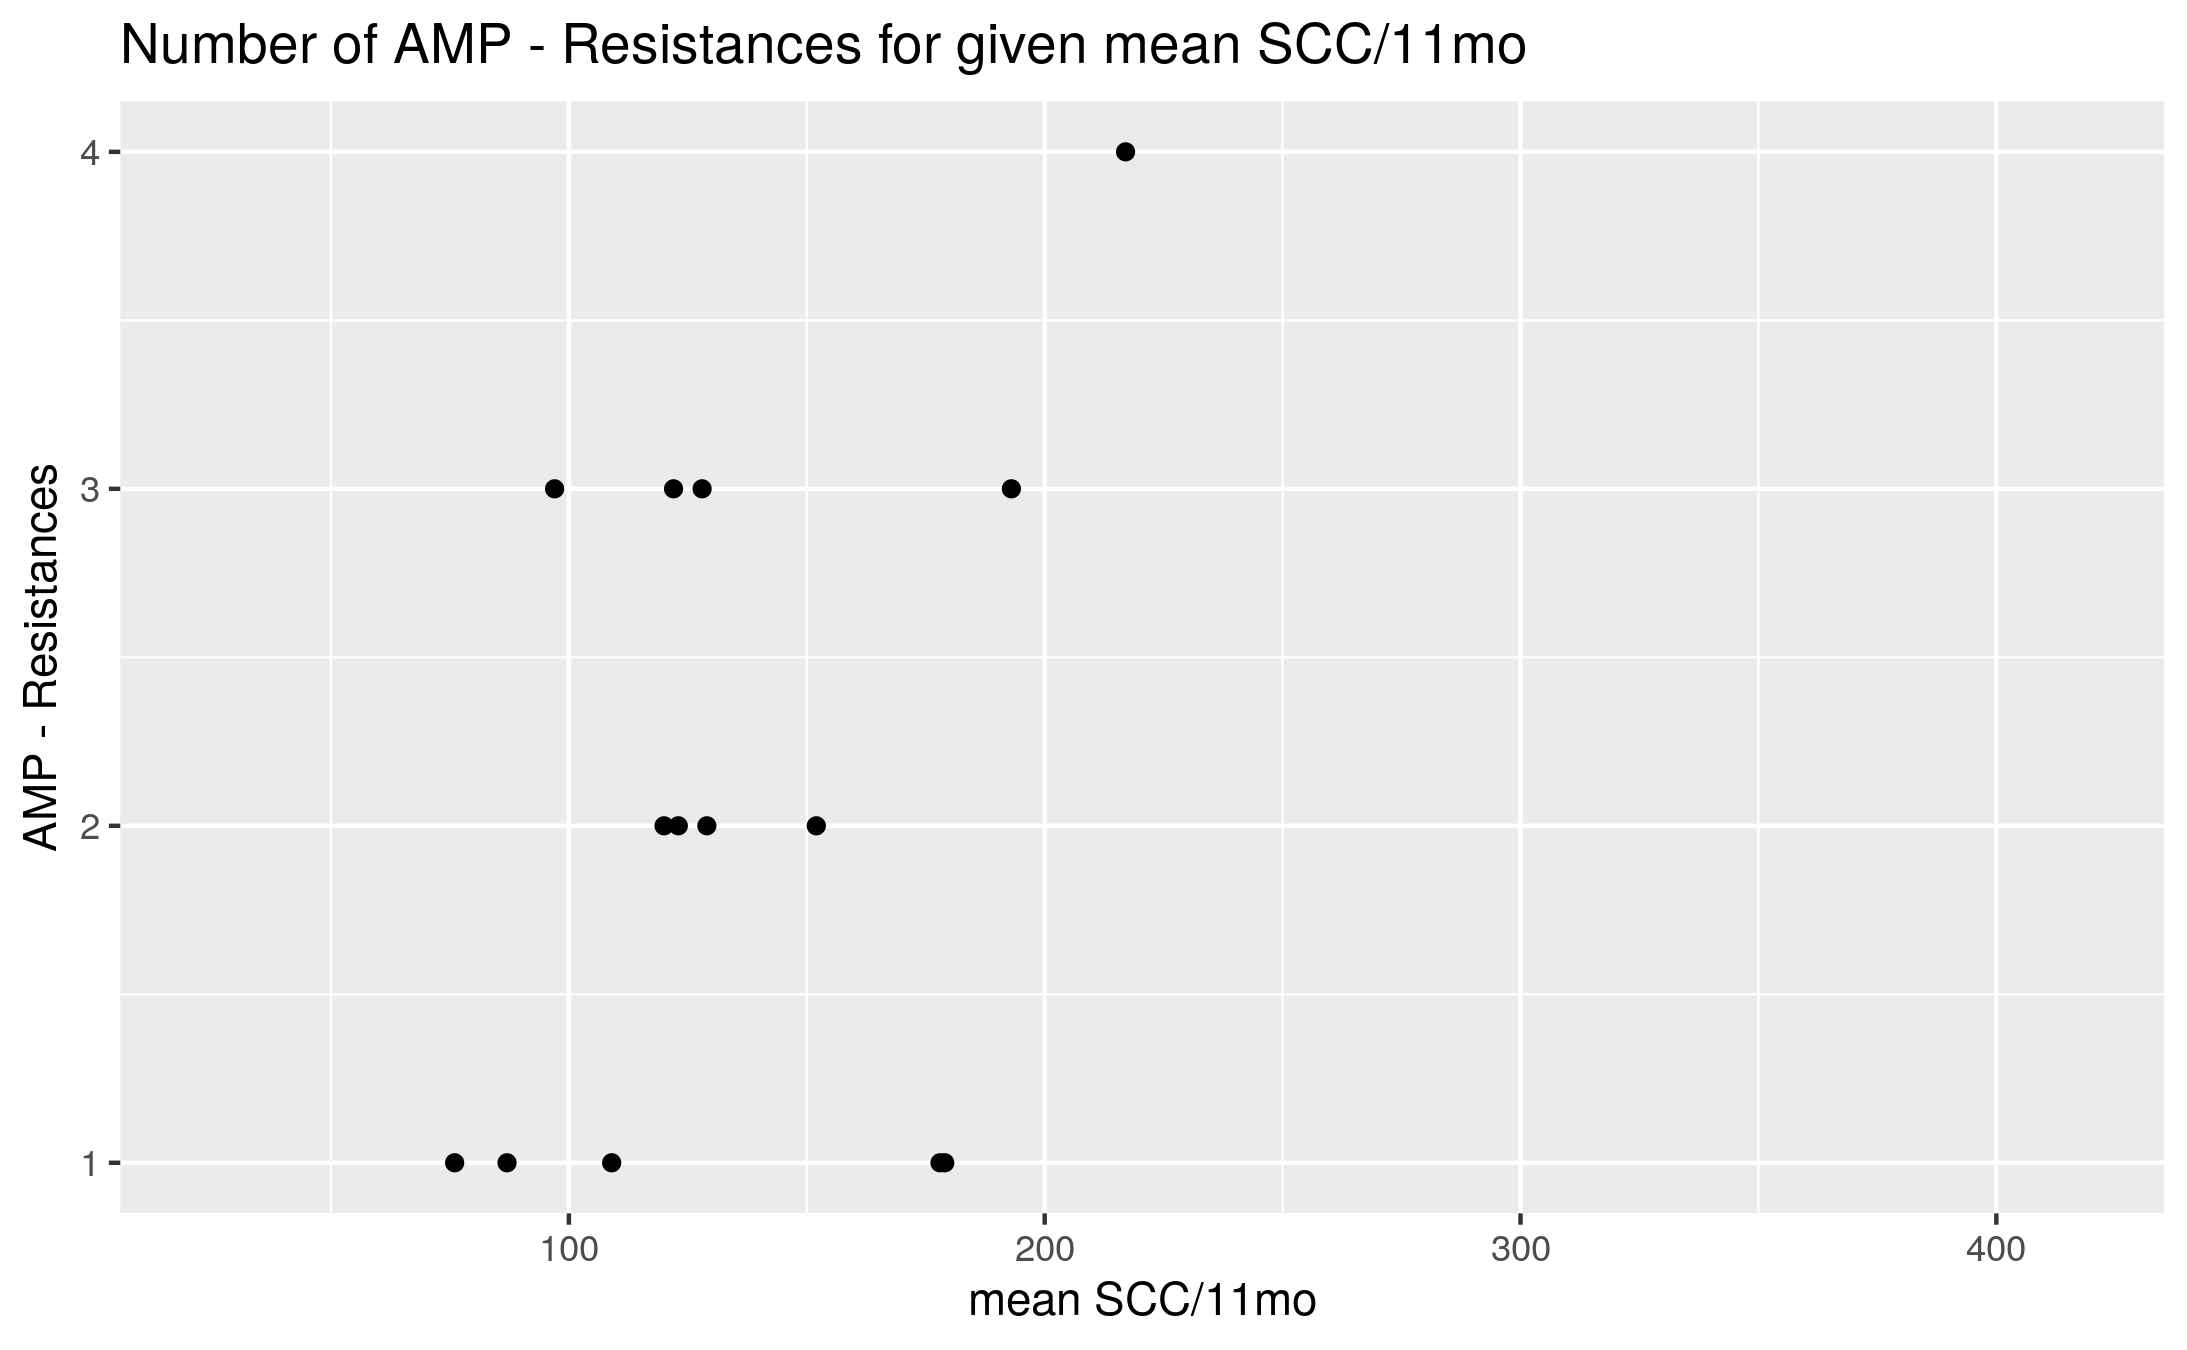 Number of AMP - Resistances for given mean SCC/11mo
AMP - Resistances
4
3
2
1
100 200 300 400
mean SCC/11mo